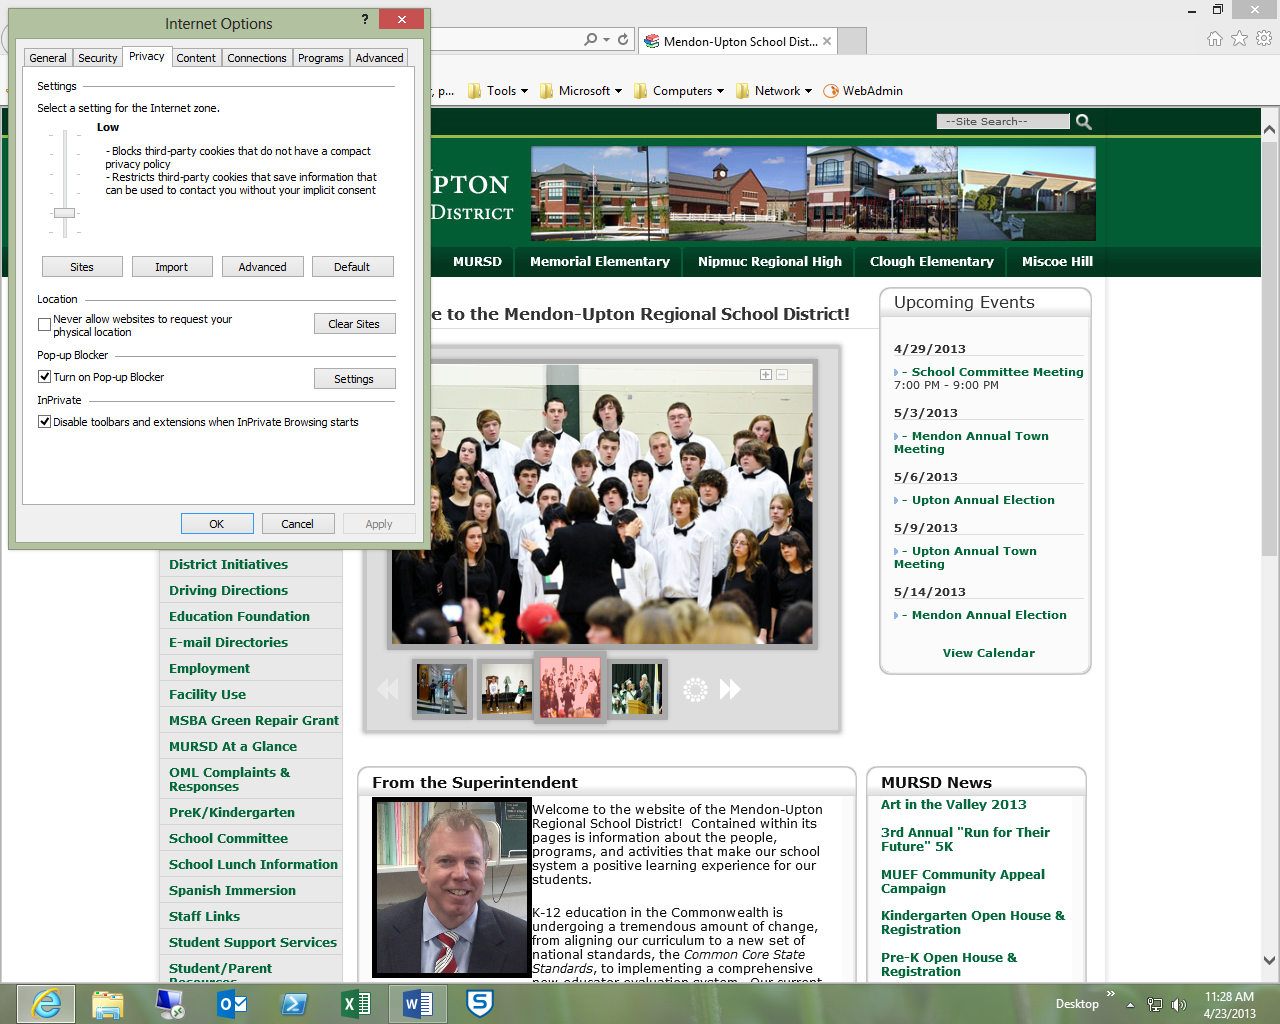 Internet Options
?
General Security Privacy Content Connections Programs Advanced
Settings
Select a setting for the Internet zone.
Low
- Blocks third-party cookies that do not have a compact
privacy policy
- Restricts third-party cookies that save information that
can be used to contact you without your implicit consent
Sites Import Advanced Default
Location
Never allow websites to request your
physical location
Clear Sites
Pop-up Blocker
Turn on Pop-up Blocker
Settings
InPrivate
Disable toolbars and extensions when InPrivate Browsing starts
OK Cancel Apply
Mendon-Upton School Dist...
, p... Tools Microsoft Computers Network WebAdmin
--Site Search--
UPTON
DISTRICT
MURSD Memorial Elementary Nipmuc Regional High Clough Elementary Miscoe Hill
e to the Mendon-Upton Regional School District!
Upcoming Events
4/29/2013
- School Committee Meeting
7:00 PM - 9:00 PM
5/3/2013
- Mendon Annual Town
Meeting
5/6/2013
- Upton Annual Election
5/9/2013
- Upton Annual Town
Meeting
5/14/2013
- Mendon Annual Election
View Calendar
District Initiatives
Driving Directions
Education Foundation
E-mail Directories
Employment
Facility Use
MSBA Green Repair Grant
MURSD At a Glance
OML Complaints &
Responses
PreK/Kindergarten
School Committee
School Lunch Information
Spanish Immersion
Staff Links
Student Support Services
Student/Parent
Resources
From the Superintendent
Welcome to the website of the Mendon-Upton
Regional School District! Contained within its
pages is information about the people,
programs, and activities that make our school
system a positive learning experience for our
students.
K-12 education in the Commonwealth is
undergoing a tremendous amount of change,
from aligning our curriculum to a new set of
national standards, the Common Core State
Standards, to implementing a comprehensive
new educator evaluation system. Our current
MURSD News
Art in the Valley 2013
3rd Annual "Run for Their
Future" 5K
MUEF Community Appeal
Campaign
Kindergarten Open House &
Registration
Pre-K Open House &
Registration
Desktop
11:28 AM
4/23/2013